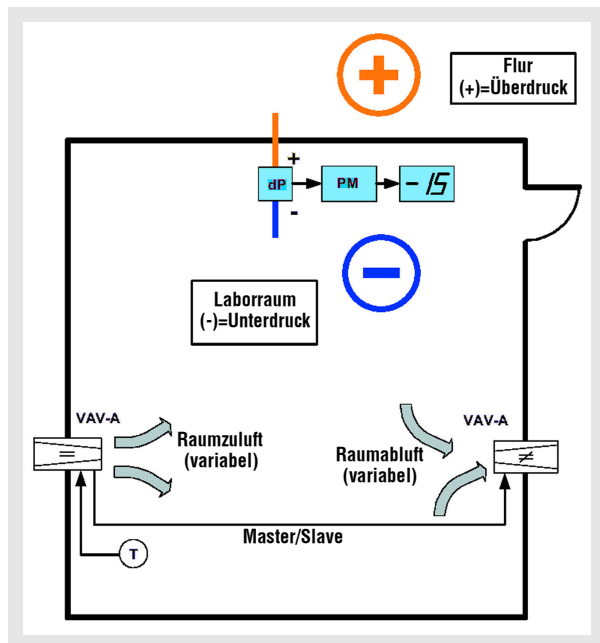 Flur
(+)=Überdruck
+
dP
PM
-15
-
Laborraum
(-)=Unterdruck
VAV-A
VAV-A
=
Raumzuluft
(variabel)
Raumabluft
(variabel)
≠
Master/Slave
T